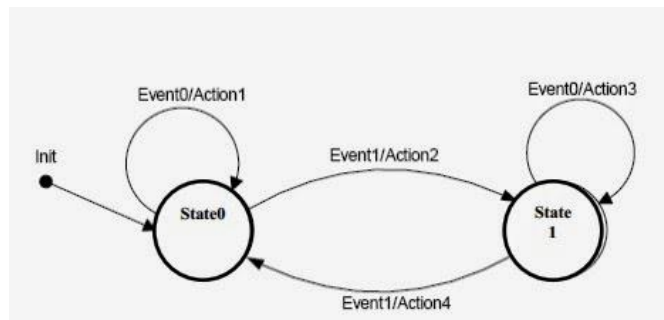 Event0/Action1
Event0/Action3
Init
Event1/Action2
State0
State
1
Event1/Action4